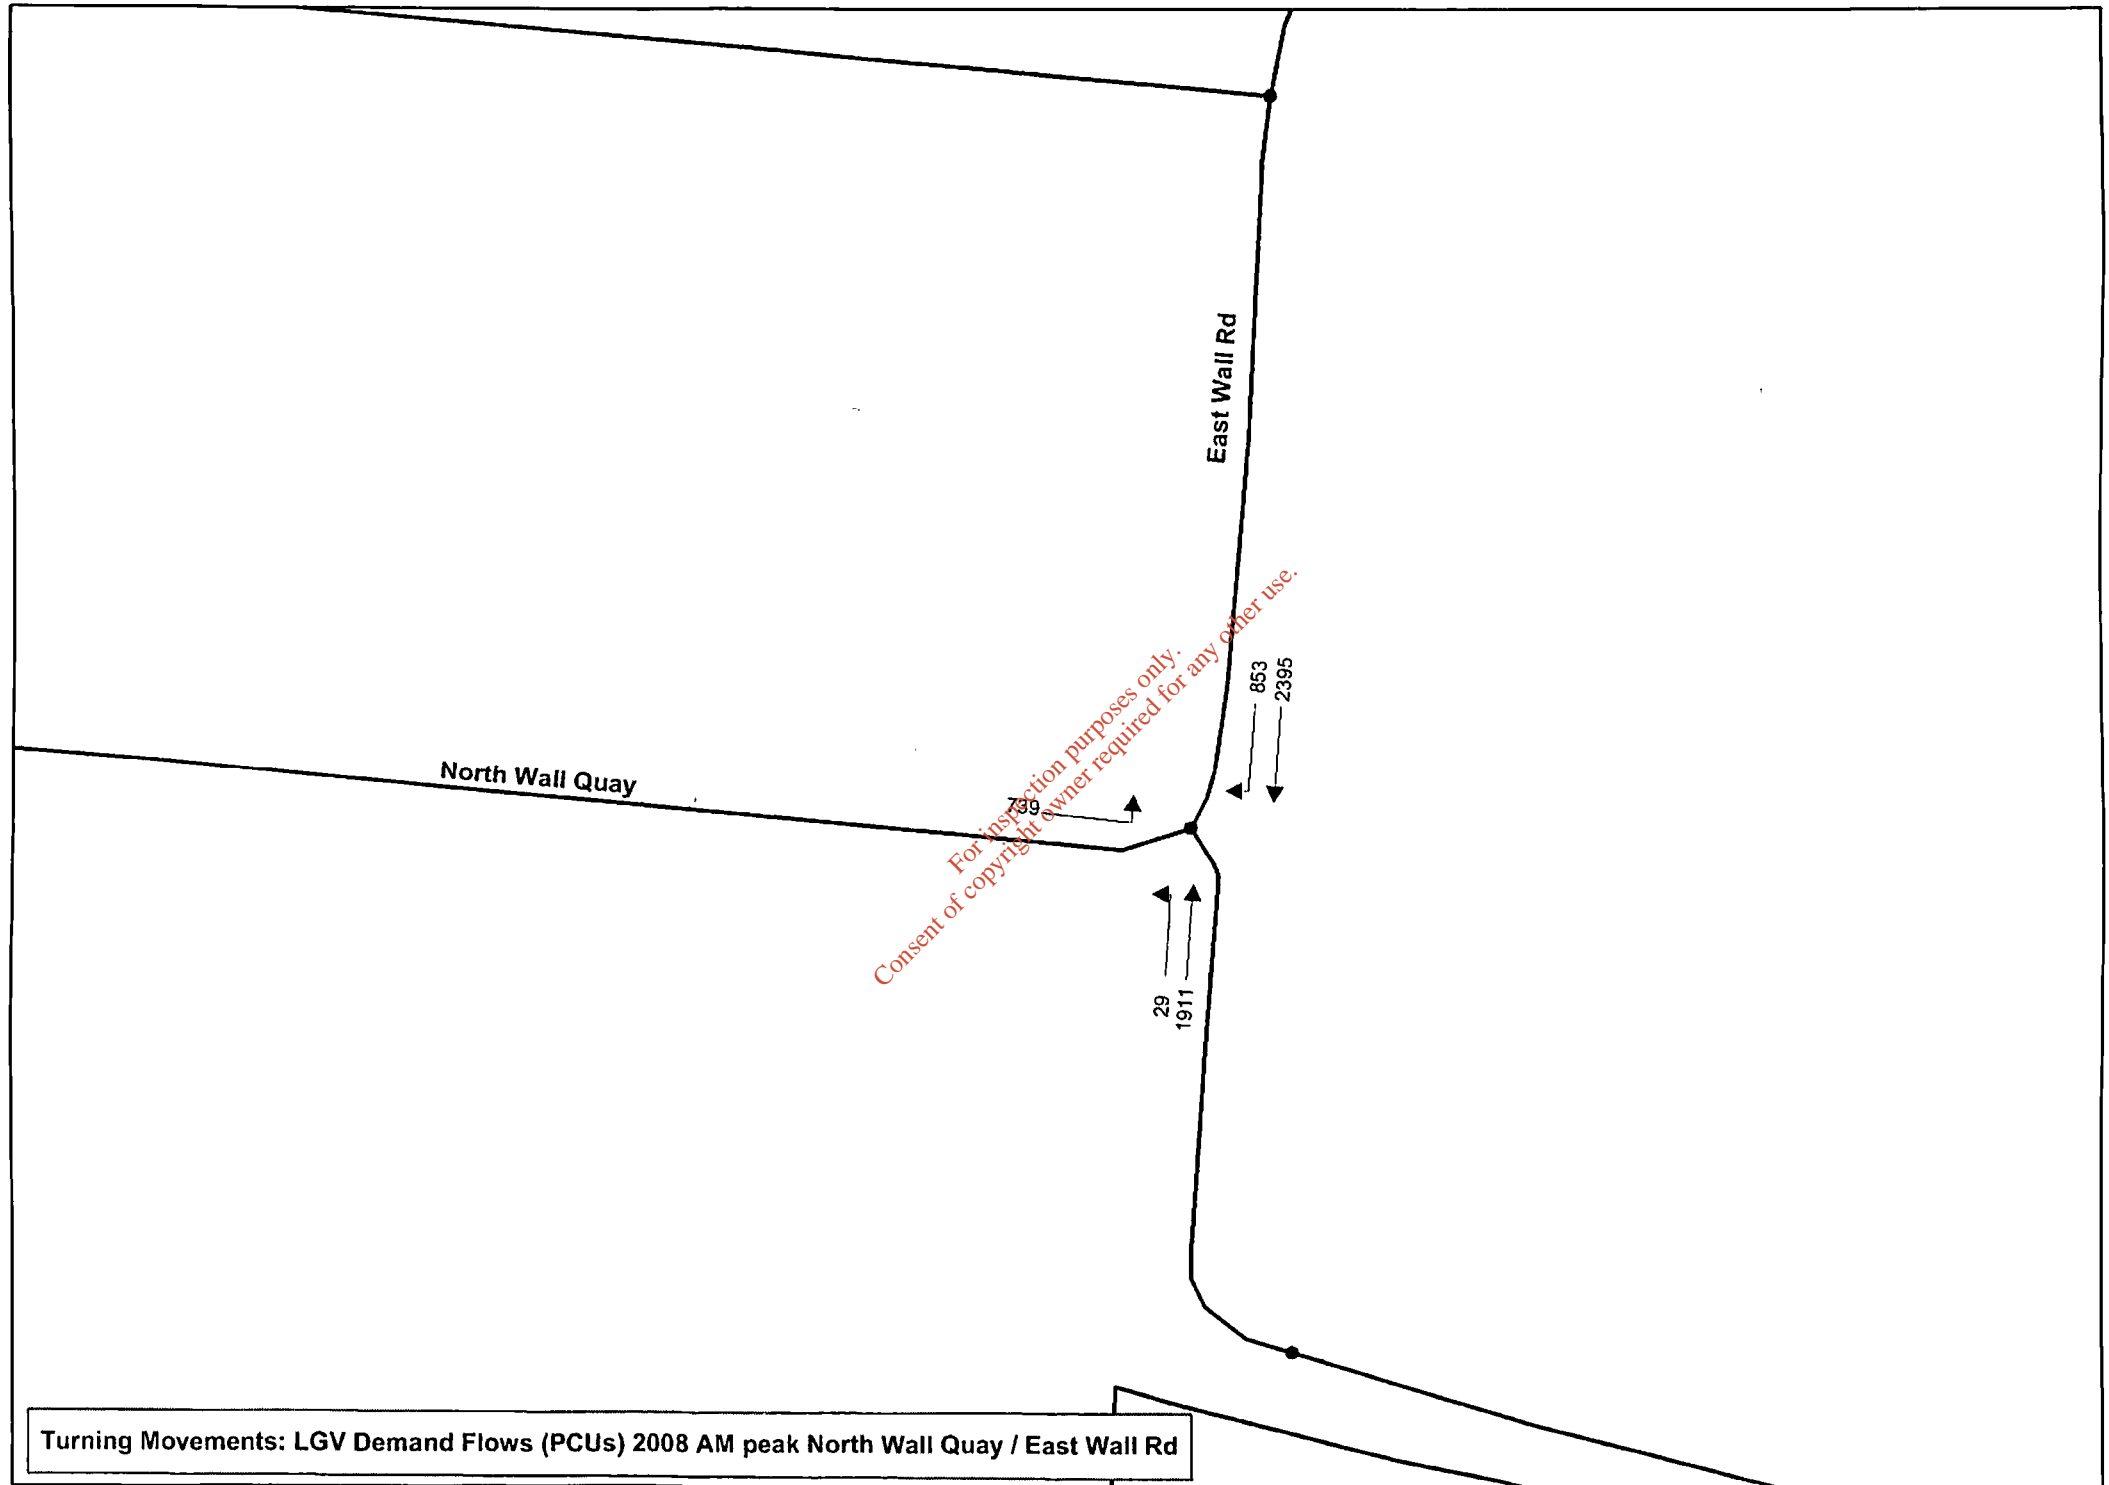 East Wall Rd
853
2395
North Wall Quay
For inspection purposes only.
Consent of copyright owner required for any other use.
29
1911
Turning Movements: LGV Demand Flows (PCUs) 2008 AM peak North Wall Quay / East Wall Rd